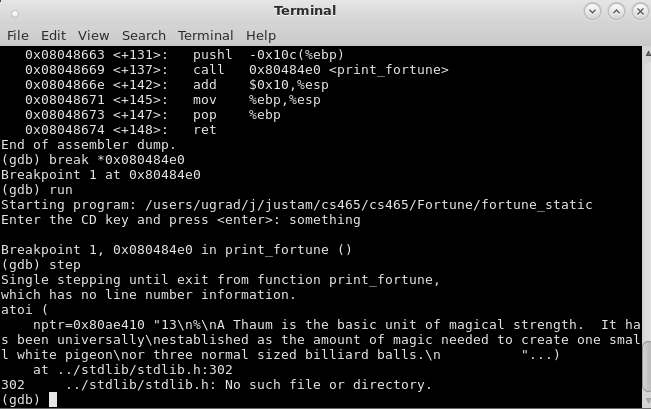 Terminal
File Edit View Search Terminal Help
0x08048663 <+131>: pushl -0x10c(%ebp)
0x08048669 <+137>: call 0x80484e0 <print_fortune>
0x0804866e <+142>: add $0x10,%esp
0x08048671 <+145>: mov %ebp,%esp
0x08048673 <+147>: pop %ebp
0x08048674 <+148>: ret
End of assembler dump.
(gdb) break *0x080484e0
Breakpoint 1 at 0x80484e0
(gdb) run
Starting program: /users/ugrad/j/justam/cs465/cs465/Fortune/fortune_static
Enter the CD key and press <enter>: something
Breakpoint 1, 0x080484e0 in print_fortune ()
(gdb) step
Single stepping until exit from function print_fortune,
which has no line number information.
atoi (
nptr=0x80ae410 "13\n%\nA Thaum is the basic unit of magical strength.  It ha
s been universally\nestablished as the amount of magic needed to create one smal
l white pigeon\nor three normal sized billiard balls.\n          "...)
at ../stdlib/stdlib.h:302
302 ../stdlib/stdlib.h: No such file or directory.
(gdb)